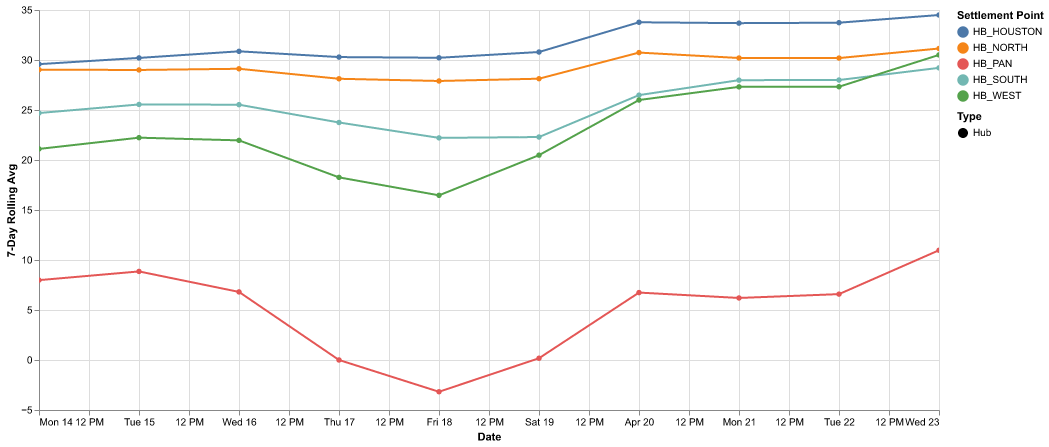 35
30
25
20
15
10
5
0
−5
7-Day Rolling Avg
Mon 14 12 PM Tue 15 12 PM Wed 16 12 PM Thu 17 12 PM Fri 18 12 PM Sat 19 12 PM Apr 20 12 PM Mon 21 12 PM Tue 22 12 PM Wed 23
Date
Settlement Point
HB_HOUSTON
HB_NORTH
HB_PAN
HB_SOUTH
HB_WEST
Type
Hub